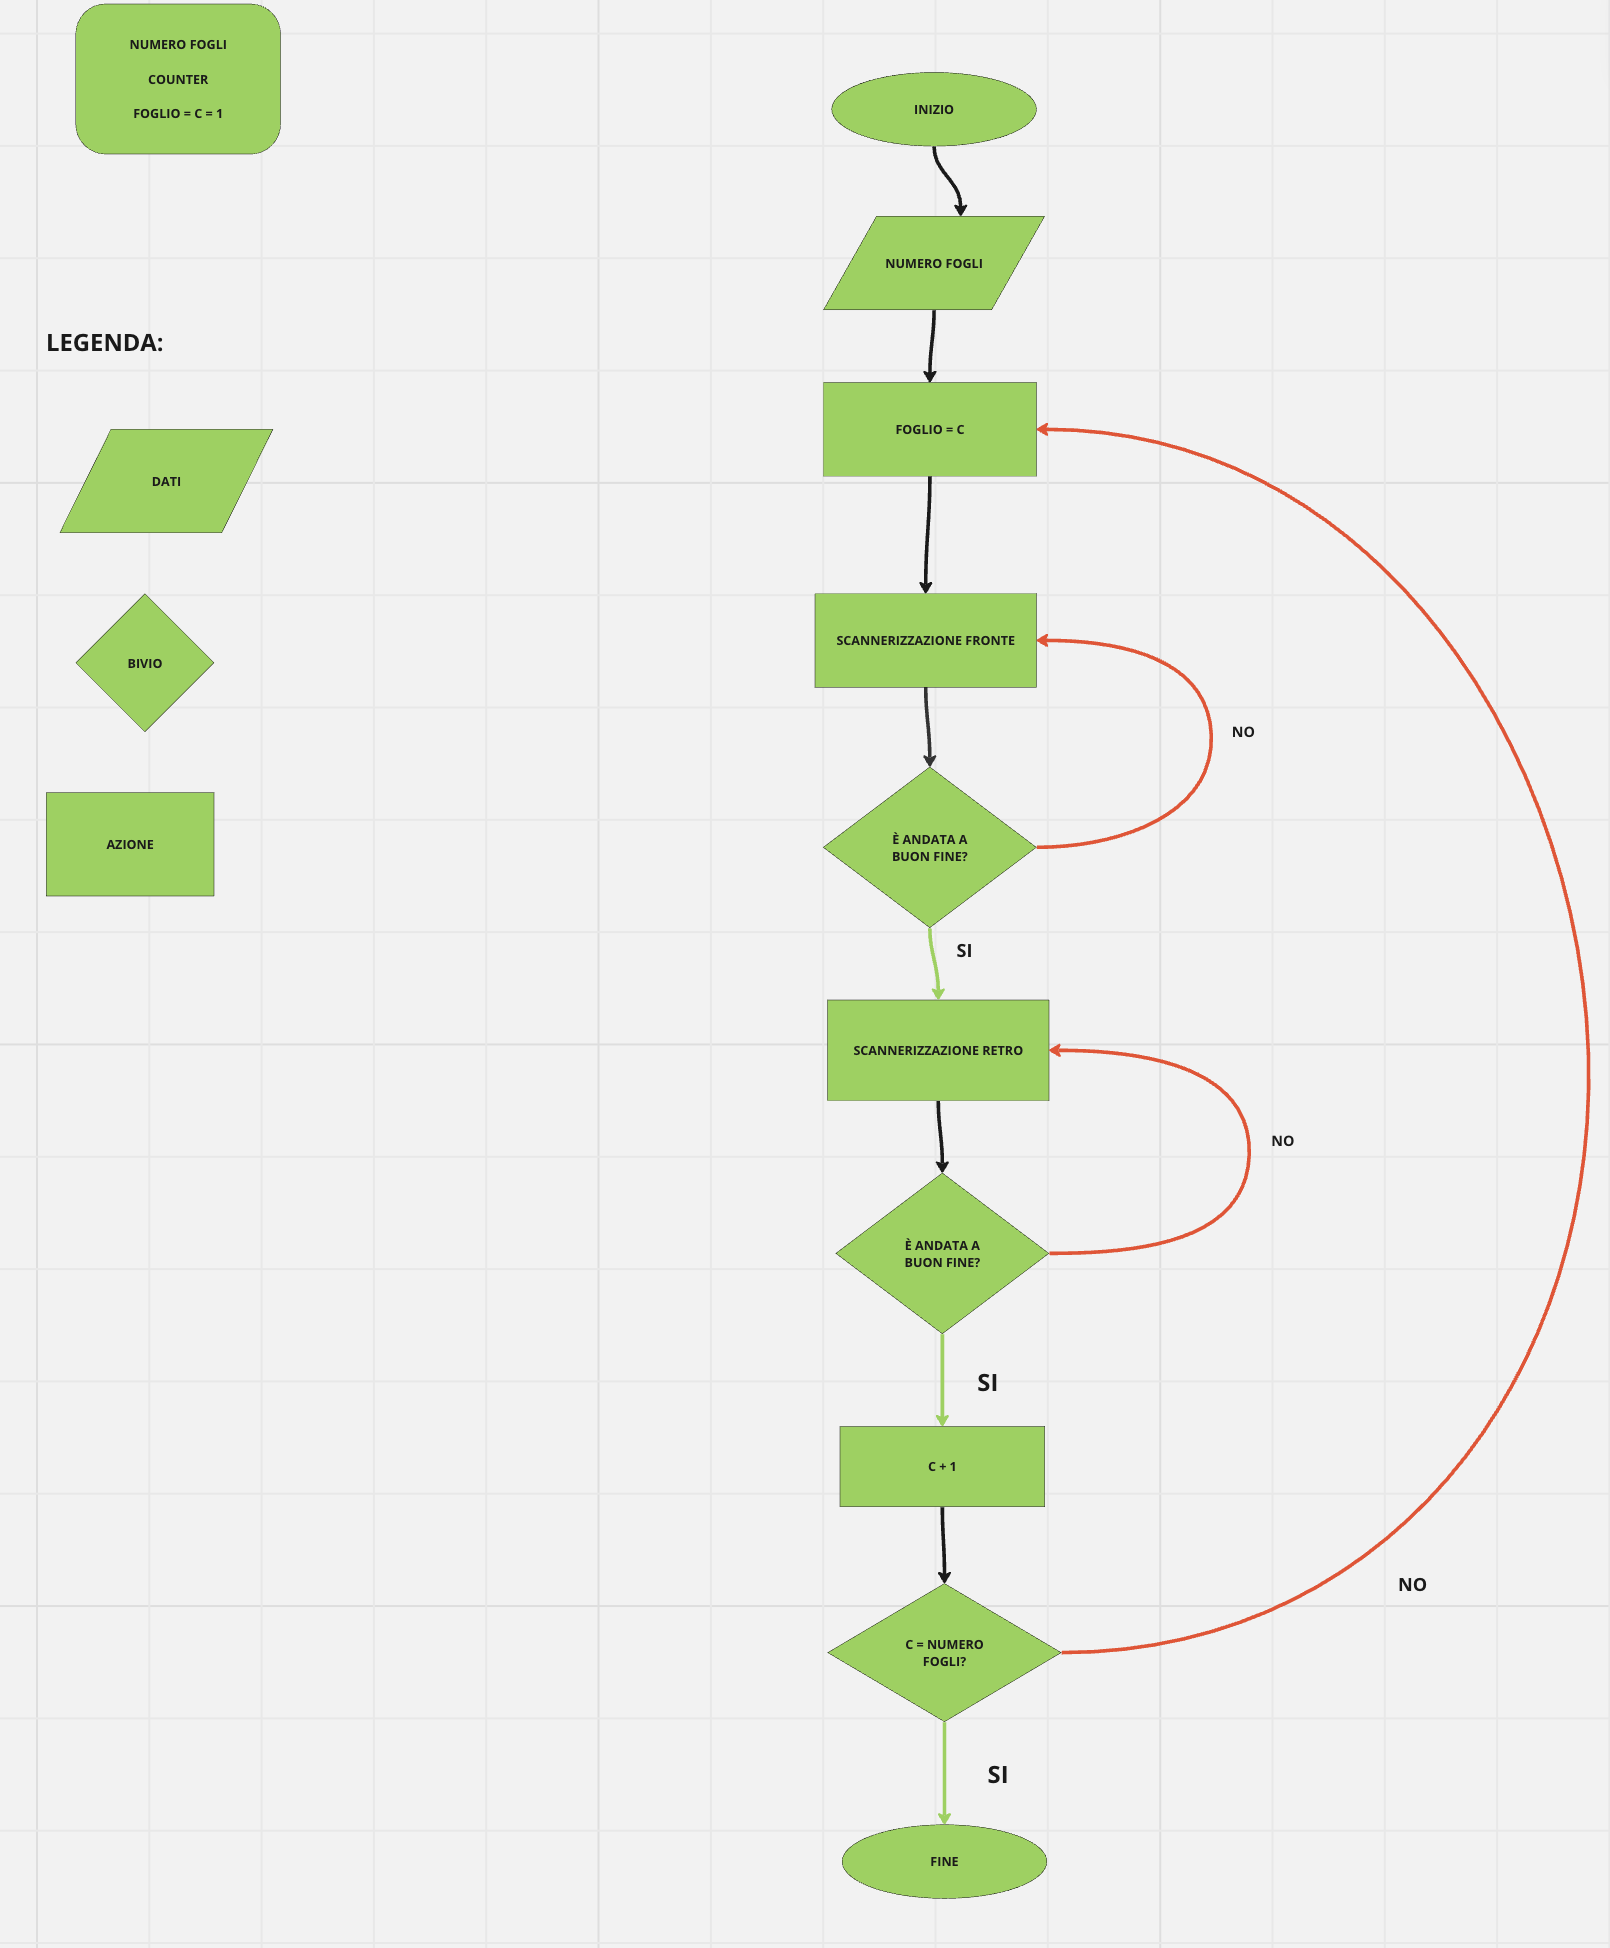 NUMERO FOGLI
COUNTER
FOGLIO = C = 1
LEGENDA:
DATI
BIVIO
AZIONE
INIZIO
NUMERO FOGLI
FOGLIO = C
SCANNERIZZAZIONE FRONTE
NO
È ANDATA A
BUON FINE?
SI
SCANNERIZZAZIONE RETRO
NO
È ANDATA A
BUON FINE?
SI
C + 1
NO
C = NUMERO
FOGLI?
SI
FINE